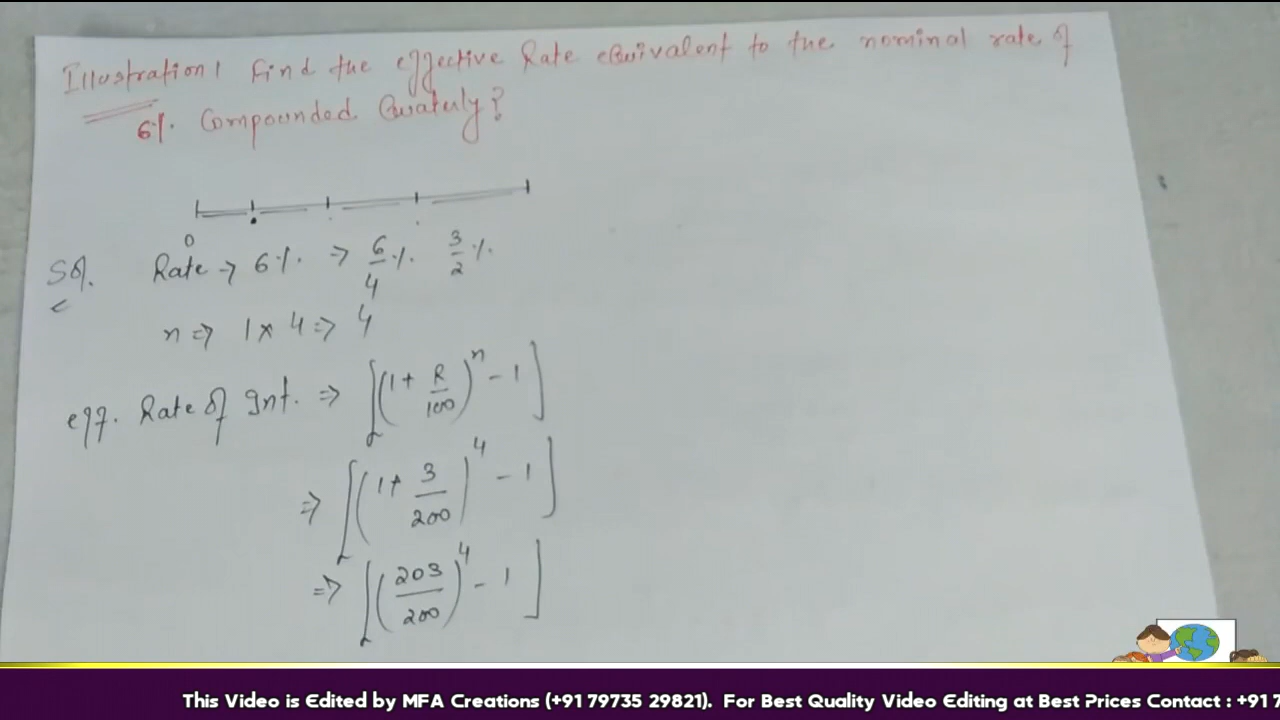 Illustration 1 Find the effective Rate equivalent to the nominal rate of
6%. Compounded Quaterly?
0
Sol. Rate → 6%. ⇒ 6/4 %. 3/2 %.
n ⇒ 1 × 4 ⇒ 4
eff. Rate of Int. ⇒ [(1 + R/100)^n - 1]
⇒ [(1 + 3/200)^4 - 1]
⇒ [(203/200)^4 - 1]
This Video is Edited by MFA Creations (+91 79735 29821). For Best Quality Video Editing at Best Prices Contact : +91 7